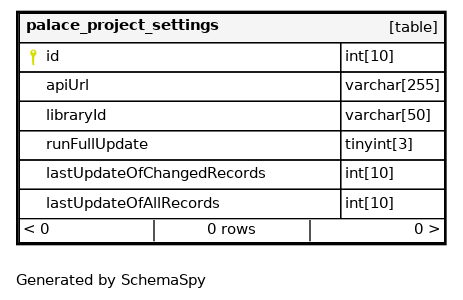 palace_project_settings [table]
id int[10]
apiUrl varchar[255]
libraryId varchar[50]
runFullUpdate tinyint[3]
lastUpdateOfChangedRecords int[10]
lastUpdateOfAllRecords int[10]
< 0 0 rows 0 >
Generated by SchemaSpy